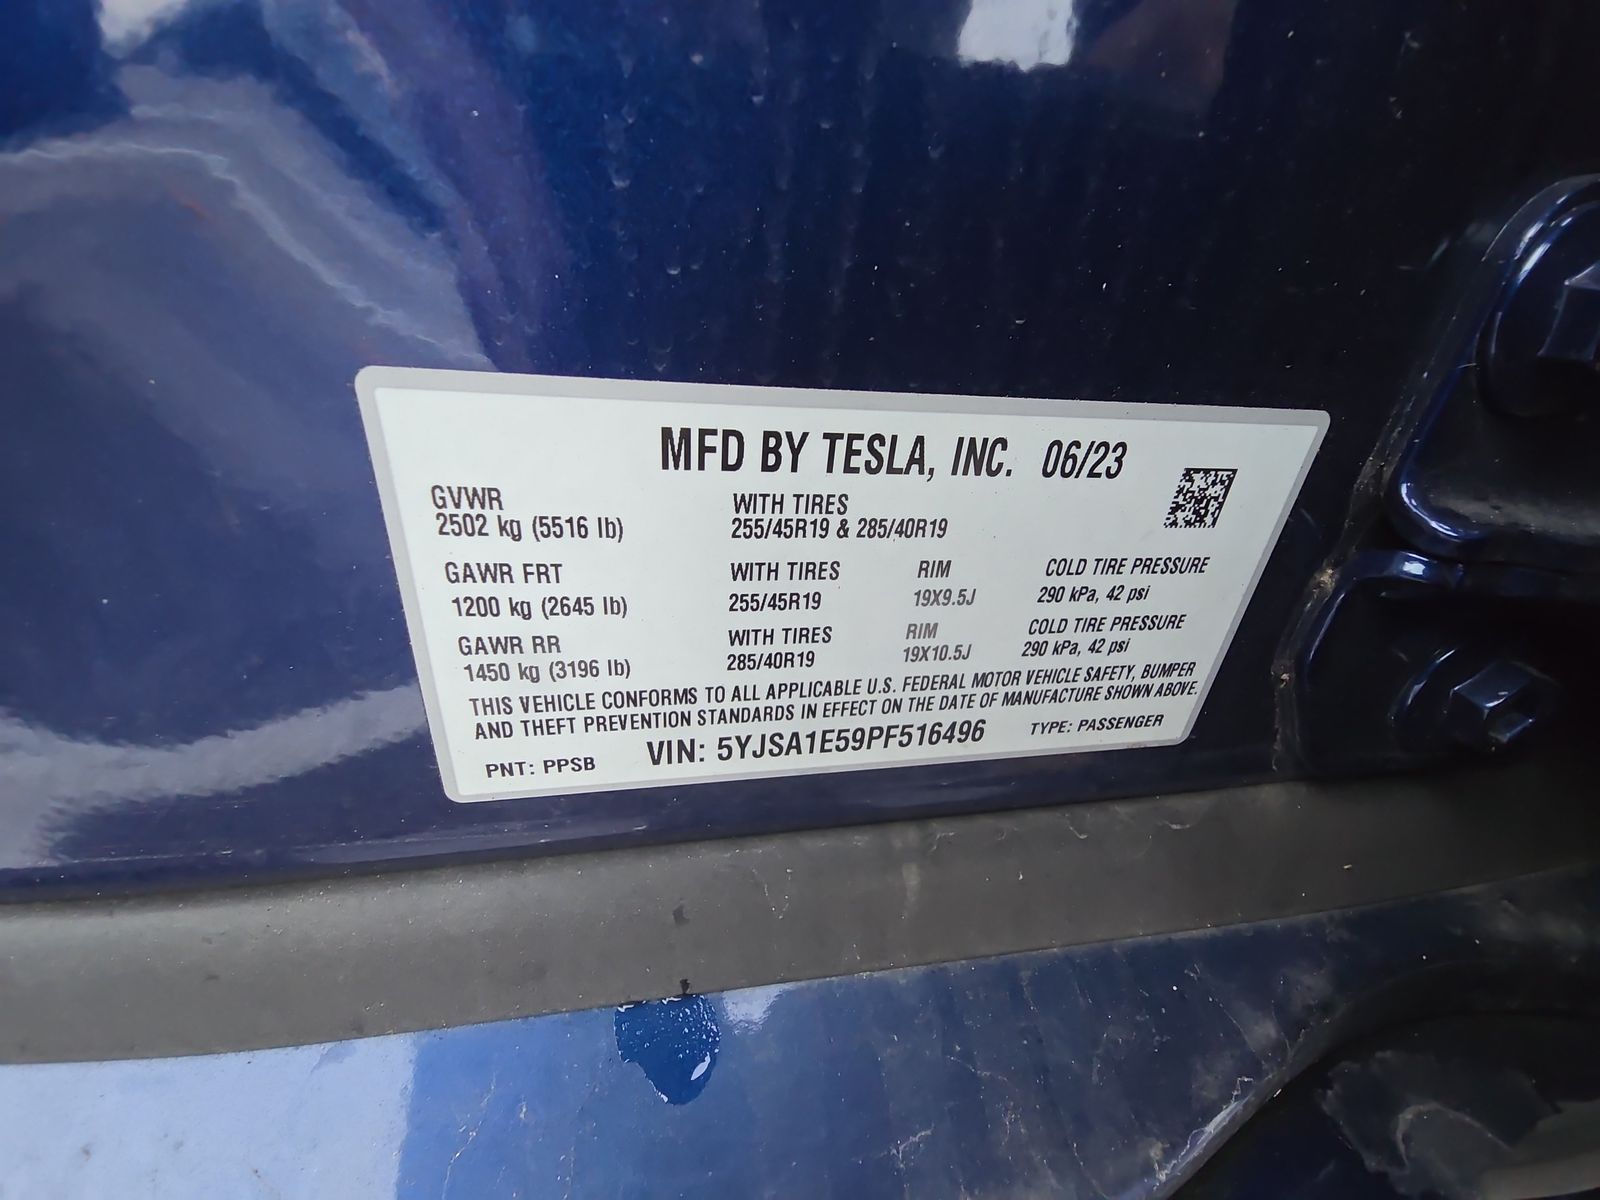 MFD BY TESLA, INC. 06/23
GVWR WITH TIRES
2502 kg (5516 lb) 255/45R19 & 285/40R19
GAWR FRT WITH TIRES RIM COLD TIRE PRESSURE
1200 kg (2645 lb) 255/45R19 19X9.5J 290 kPa, 42 psi
GAWR RR WITH TIRES RIM COLD TIRE PRESSURE
1450 kg (3196 lb) 285/40R19 19X10.5J 290 kPa, 42 psi
THIS VEHICLE CONFORMS TO ALL APPLICABLE U.S. FEDERAL MOTOR VEHICLE SAFETY, BUMPER
AND THEFT PREVENTION STANDARDS IN EFFECT ON THE DATE OF MANUFACTURE SHOWN ABOVE.
PNT: PPSB VIN: 5YJSA1E59PF516496 TYPE: PASSENGER